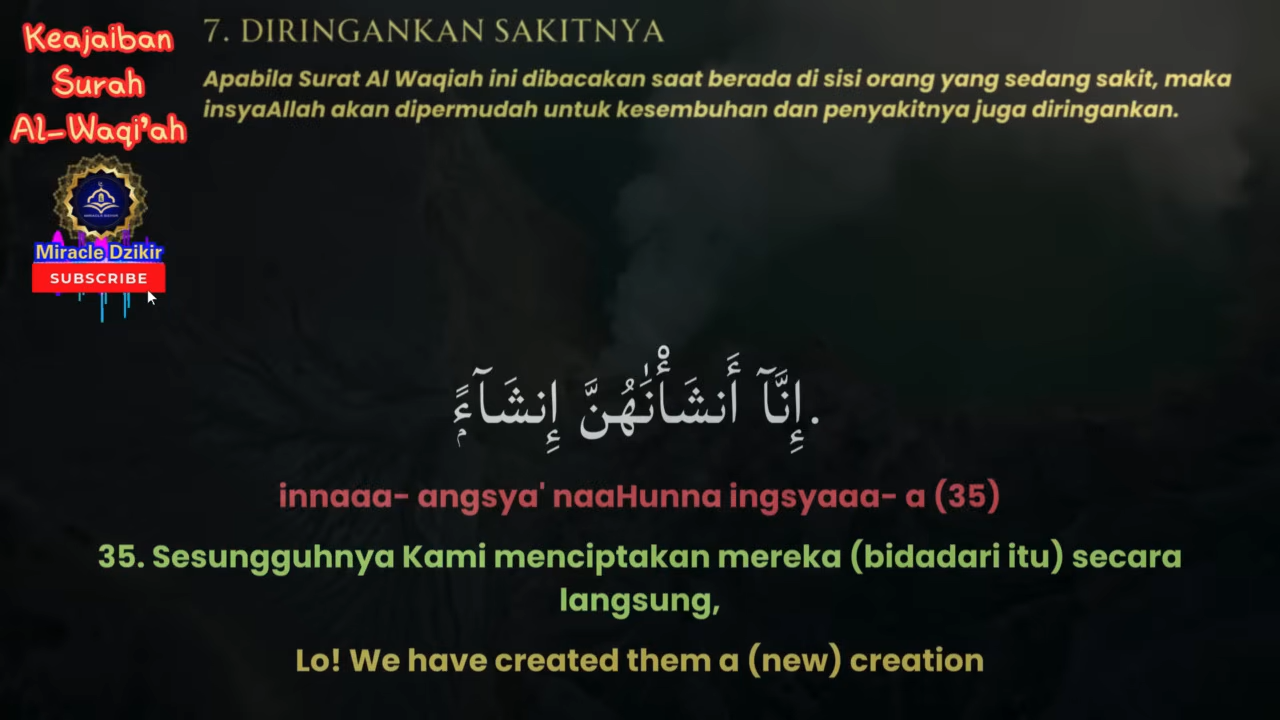 Keajaiban
Surah
Al-Waqi'ah
Miracle Dzikir
SUBSCRIBE
7. DIRINGANKAN SAKITNYA
Apabila Surat Al Waqiah ini dibacakan saat berada di sisi orang yang sedang sakit, maka
insyaAllah akan dipermudah untuk kesembuhan dan penyakitnya juga diringankan.
إِنَّآ أَنشَأْنَٰهُنَّ إِنشَآءًۭ.
innaaa- angsya' naaHunna ingsyaaa- a (35)
35. Sesungguhnya Kami menciptakan mereka (bidadari itu) secara
langsung,
Lo! We have created them a (new) creation